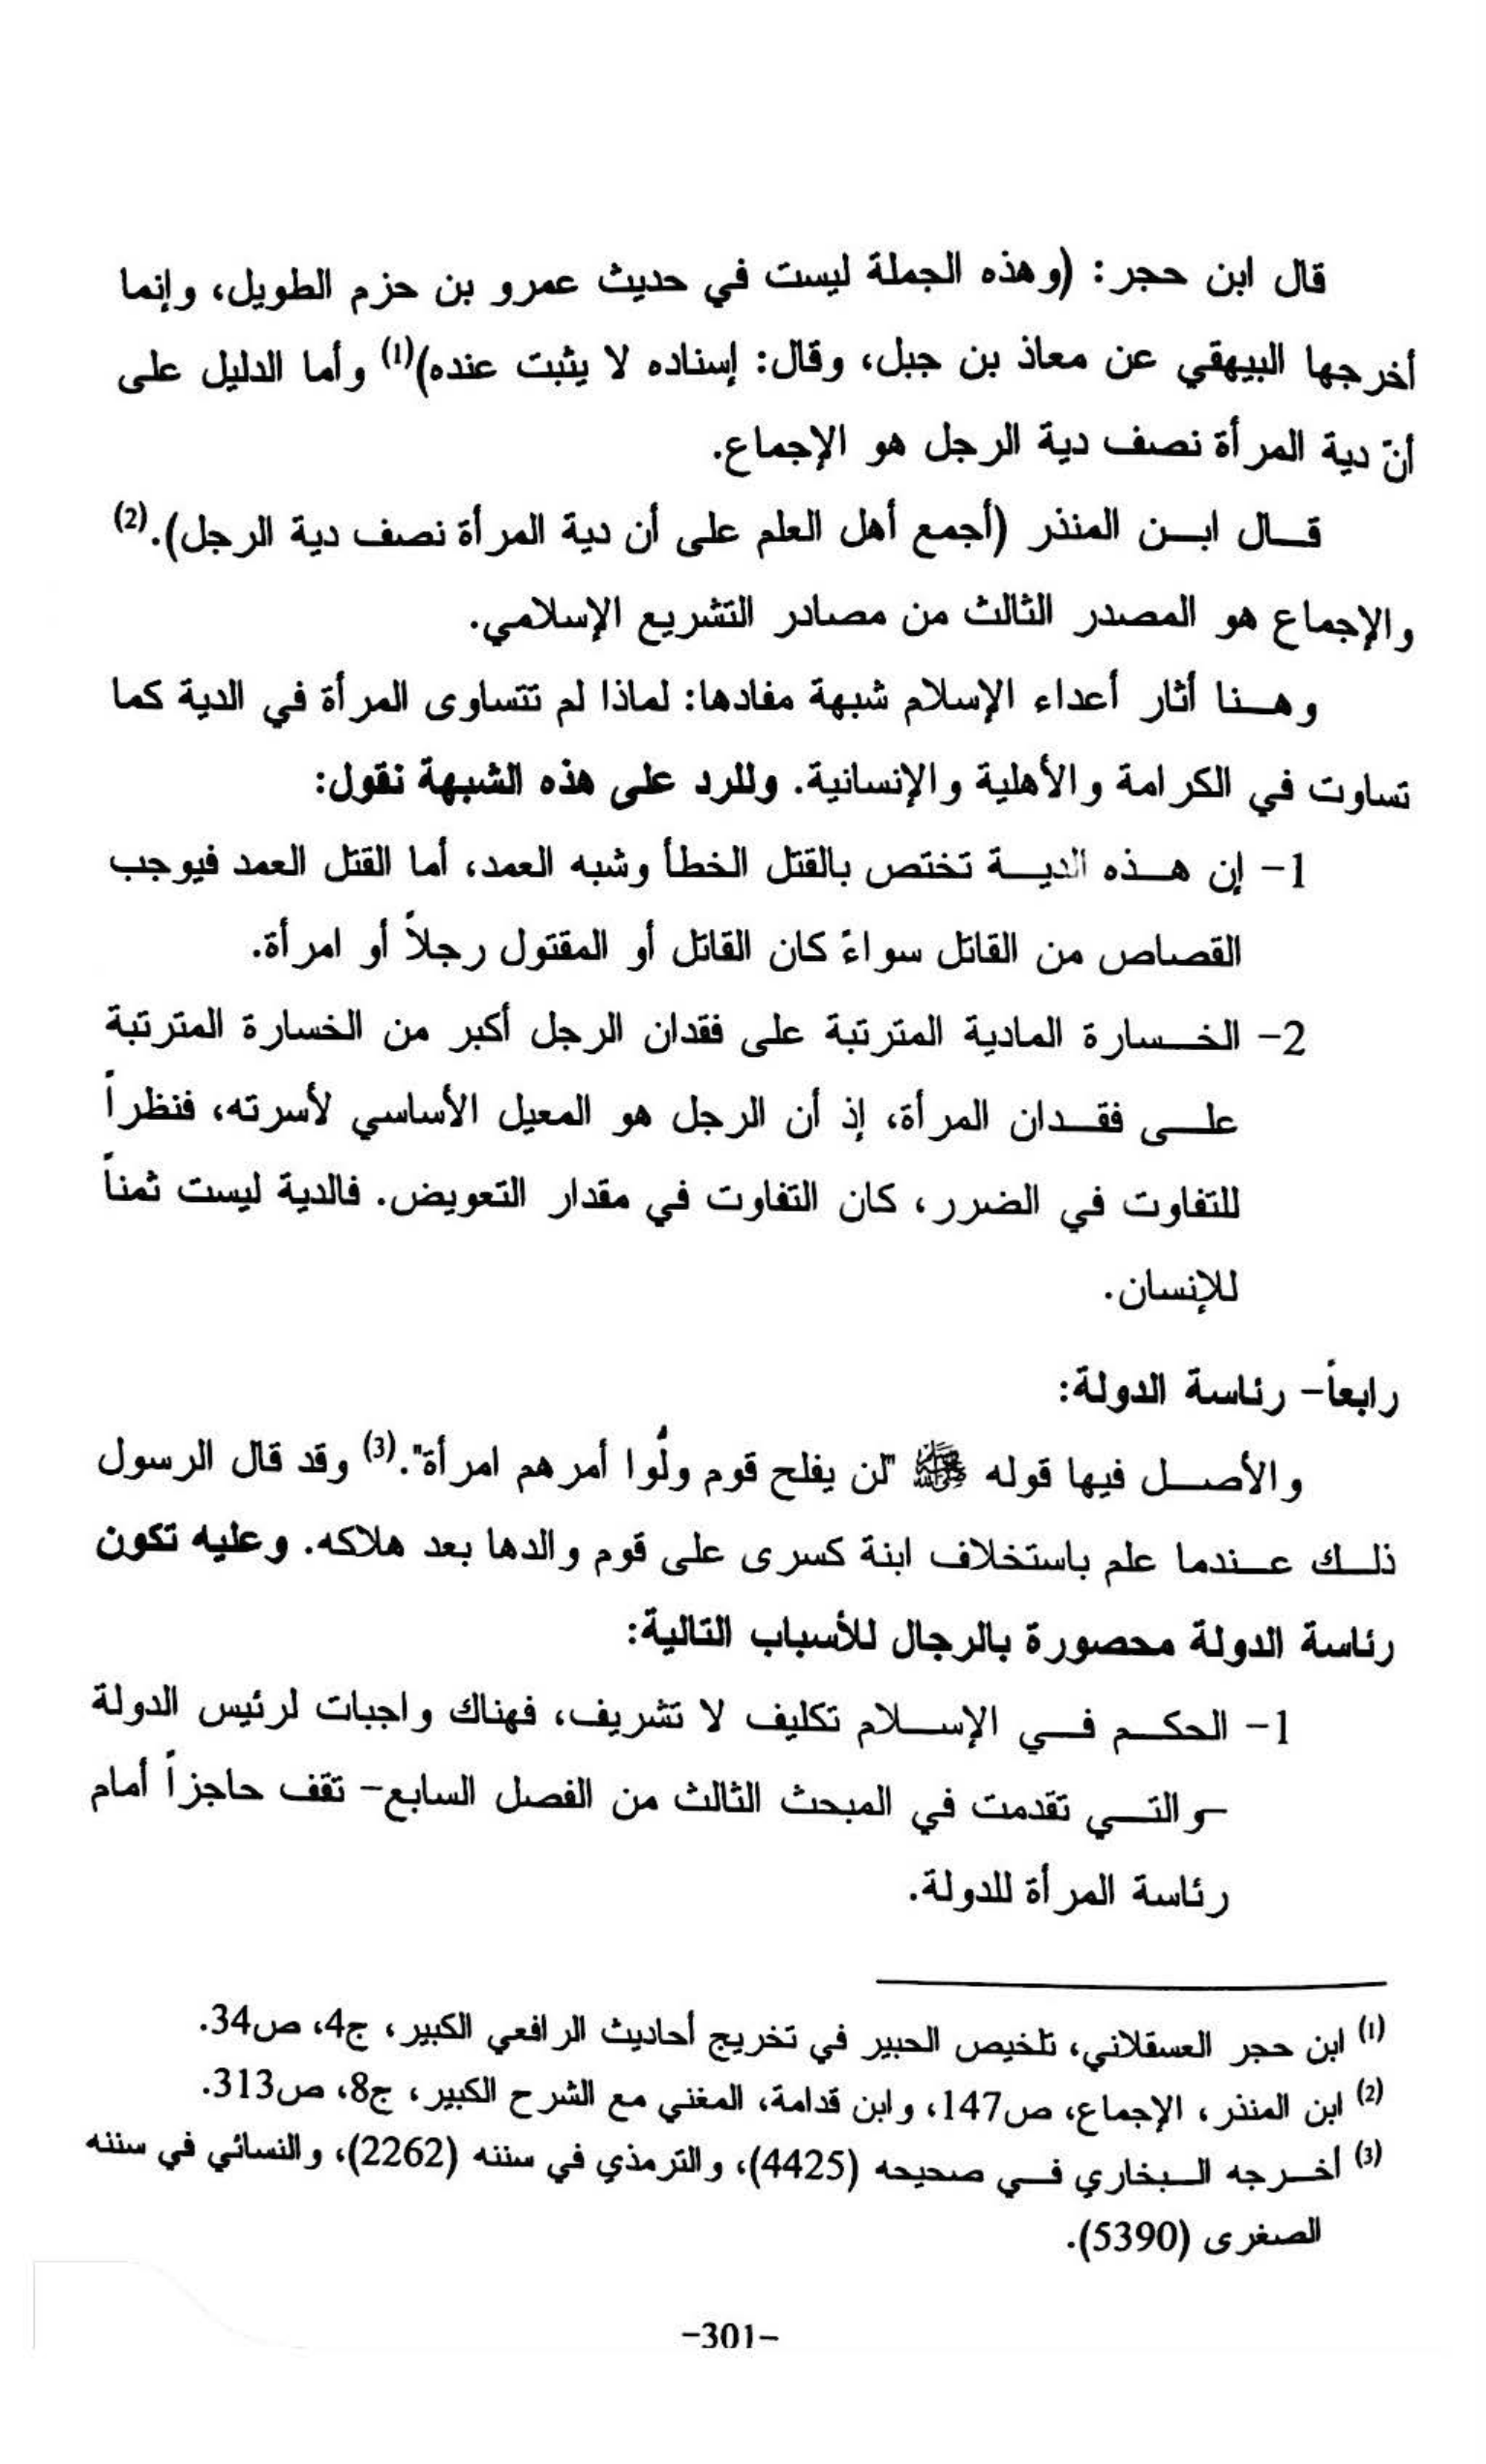 قال ابن حجر: (وهذه الجملة ليست في حديث عمرو بن حزم الطويل، وإنما
أخرجها البيهقي عن معاذ بن جبل، وقال: إسناده لا يثبت عنده)(1) وأما الدليل على
أنّ دية المرأة نصف دية الرجل هو الإجماع.
قال ابن المنذر (أجمع أهل العلم على أن دية المرأة نصف دية الرجل).(2)
والإجماع هو المصدر الثالث من مصادر التشريع الإسلامي.
وهنا أثار أعداء الإسلام شبهة مفادها: لماذا لم تتساوى المرأة في الدية كما
تساوت في الكرامة والأهلية والإنسانية. وللرد على هذه الشبهة نقول:
1- إن هذه الدية تختص بالقتل الخطأ وشبه العمد، أما القتل العمد فيوجب
القصاص من القاتل سواءً كان القاتل أو المقتول رجلاً أو امرأة.
2- الخسارة المادية المترتبة على فقدان الرجل أكبر من الخسارة المترتبة
على فقدان المرأة، إذ أن الرجل هو المعيل الأساسي لأسرته، فنظراً
للتفاوت في الضرر، كان التفاوت في مقدار التعويض. فالدية ليست ثمناً
للإنسان.
رابعاً- رئاسة الدولة:
والأصل فيها قوله ﷺ "لن يفلح قوم ولُوا أمرهم امرأة".(3) وقد قال الرسول
ذلك عندما علم باستخلاف ابنة كسرى على قوم والدها بعد هلاكه. وعليه تكون
رئاسة الدولة محصورة بالرجال للأسباب التالية:
1- الحكم في الإسلام تكليف لا تشريف، فهناك واجبات لرئيس الدولة
-والتي تقدمت في المبحث الثالث من الفصل السابع- تقف حاجزاً أمام
رئاسة المرأة للدولة.
(1) ابن حجر العسقلاني، تلخيص الحبير في تخريج أحاديث الرافعي الكبير، ج4، ص34.
(2) ابن المنذر، الإجماع، ص147، وابن قدامة، المغني مع الشرح الكبير، ج8، ص313.
(3) أخرجه البخاري في صحيحه (4425)، والترمذي في سننه (2262)، والنسائي في سننه
الصغرى (5390).
-301-